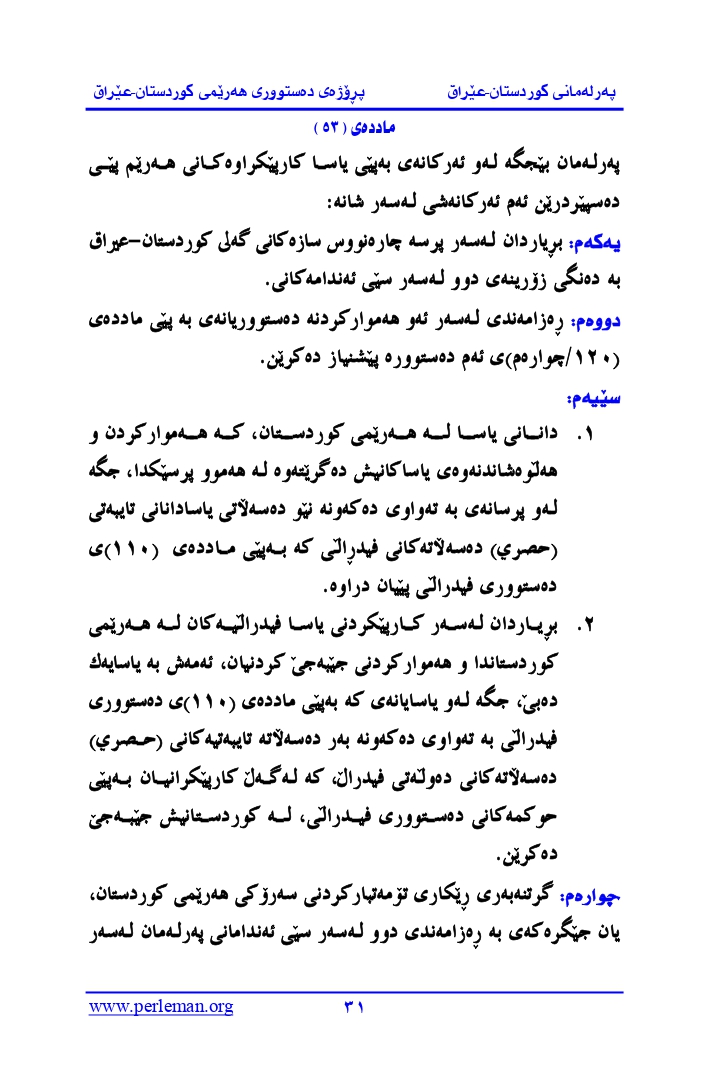 پەرلەمانی کوردستان-عێراق پڕۆژەی دەستووری هەرێمی کوردستان-عێراق
ماددەی (٥٣)
پەرلەمان بێجگە لەو ئەرکانەی بەپێی یاسا کارپێکراوەکانی هەرێم پێی
دەسپێردرێن ئەم ئەرکانەشی لەسەر شانە:
یەکەم: بڕیاردان لەسەر پرسە چارەنووس سازەکانی گەلی کوردستان–عیراق
بە دەنگی زۆرینەی دوو لەسەر سێی ئەندامەکانی.
دووەم: ڕەزامەندی لەسەر ئەو هەموارکردنە دەستووریانەی بە پێی ماددەی
(١٢٠/چوارەم)ی ئەم دەستوورە پێشنیاز دەکرێن.
سێیەم:
١. دانانی یاسا لە هەرێمی کوردستان، کە هەموارکردن و
هەڵوەشاندنەوەی یاساکانیش دەگرێتەوە لە هەموو پرسێکدا، جگە
لەو پرسانەی بە تەواوی دەکەونە نێو دەسەڵاتی یاسادانانی تایبەتی
(حصري) دەسەڵاتەکانی فیدڕاڵی کە بەپێی ماددەی (١١٠)ی
دەستووری فیدراڵی پێیان دراوە.
٢. بڕیاردان لەسەر کارپێکردنی یاسا فیدراڵییەکان لە هەرێمی
کوردستاندا و هەموارکردنی جێبەجێ کردنیان، ئەمەش بە یاسایەك
دەبێ، جگە لەو یاسایانەی کە بەپێی ماددەی (١١٠)ی دەستووری
فیدراڵی بە تەواوی دەکەونە بەر دەسەڵاتە تایبەتیەکانی (حصري)
دەسەڵاتەکانی دەوڵەتی فیدراڵ، کە لەگەڵ کارپێکرانیان بەپێی
حوکمەکانی دەستووری فیدراڵی، لە کوردستانیش جێبەجێ
دەکرێن.
چوارەم: گرتنەبەری ڕێکاری تۆمەتبارکردنی سەرۆکی هەرێمی کوردستان،
یان جێگرەکەی بە ڕەزامەندی دوو لەسەر سێی ئەندامانی پەرلەمان لەسەر
www.perleman.org ٣١